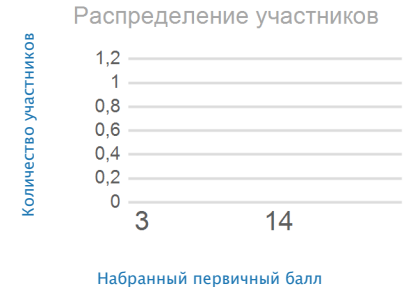 Распределение участников
Количество участников
1,2
1
0,8
0,6
0,4
0,2
0
3 14
Набранный первичный балл